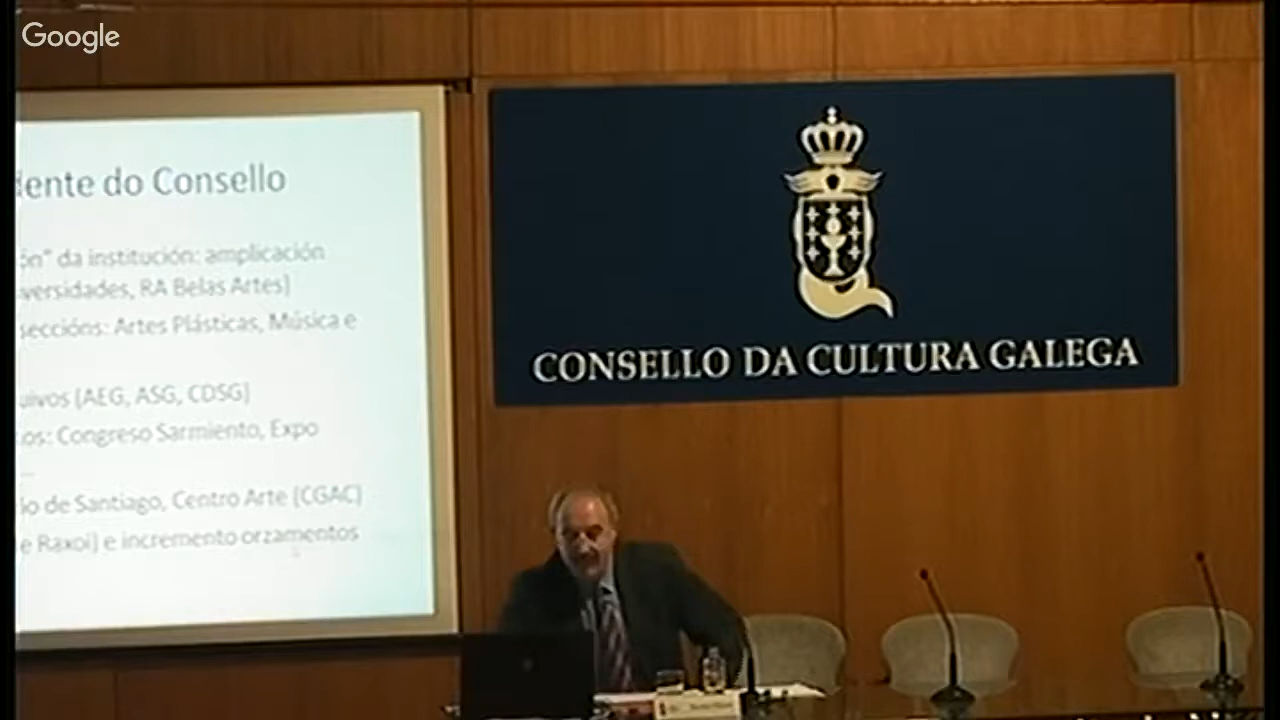 Google
dente do Consello
ón" da institución: amplicación
versidades, RA Belas Artes)
seccións: Artes Plásticas, Música e
uivos (AEG, ASG, CDSG)
os: Congreso Sarmiento, Expo
...
io de Santiago, Centro Arte (CGAC)
e Raxoi) e incremento orzamentos
CONSELLO DA CULTURA GALEGA